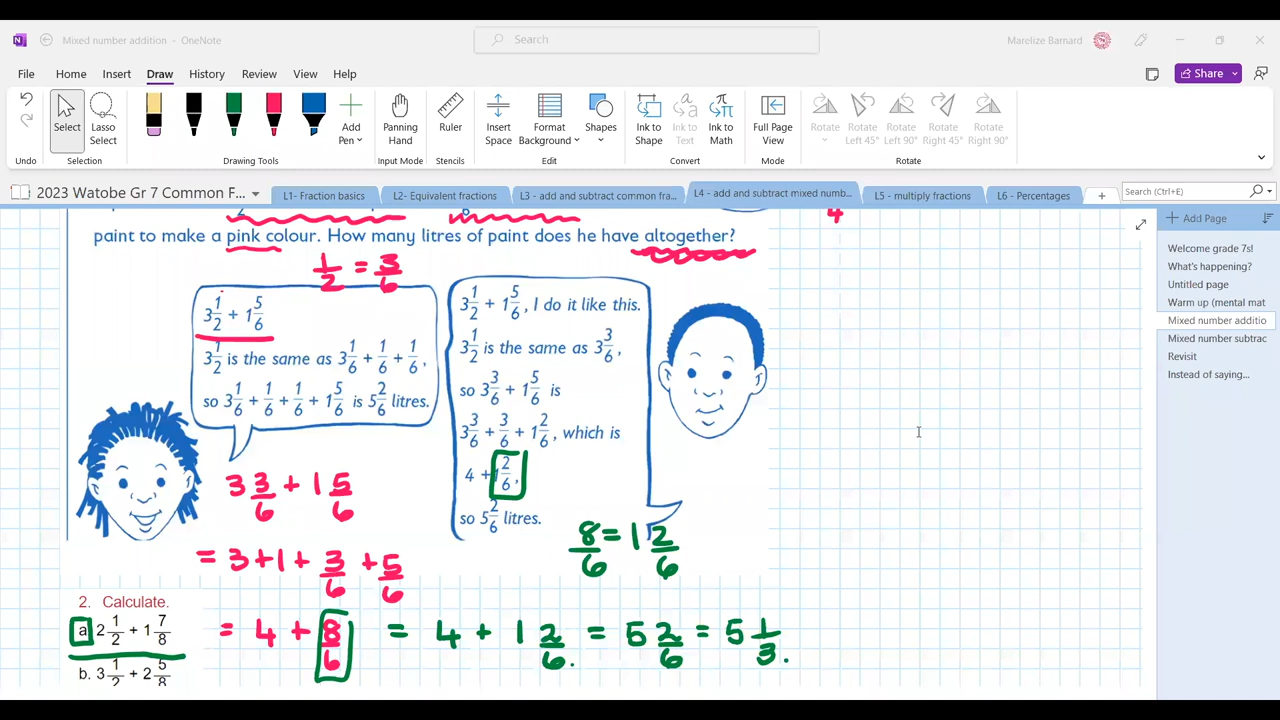 Mixed number addition - OneNote
Search
Marelize Barnard
File Home Insert Draw History Review View Help
Share
Undo
Select
Lasso Select
Add Pen
Panning Hand
Ruler
Insert Space
Format Background
Shapes
Ink to Shape
Ink to Text
Ink to Math
Full Page View
Rotate
Rotate Left 45°
Rotate Left 90°
Rotate Right 45°
Rotate Right 90°
Undo Selection Drawing Tools Input Mode Stencils Edit Convert Mode Rotate
2023 Watobe Gr 7 Common F...
L1- Fraction basics
L2- Equivalent fractions
L3 - add and subtract common fra...
L4 - add and subtract mixed numb...
L5 - multiply fractions
L6 - Percentages
Search (Ctrl+E)
Add Page
Welcome grade 7s!
What's happening?
Untitled page
Warm up (mental mat
Mixed number additio
Mixed number subtrac
Revisit
Instead of saying...
4
paint to make a pink colour. How many litres of paint does he have altogether?
1/2 = 3/6
3 1/2 + 1 5/6
3 1/2 is the same as 3 1/6 + 1/6 + 1/6,
so 3 1/6 + 1/6 + 1/6 + 1 5/6 is 5 2/6 litres.
3 1/2 + 1 5/6, I do it like this.
3 1/2 is the same as 3 3/6,
so 3 3/6 + 1 5/6 is
3 3/6 + 3/6 + 1 2/6, which is
4 + 1 2/6,
so 5 2/6 litres.
3 3/6 + 1 5/6
8/6 = 1 2/6
= 3 + 1 + 3/6 + 5/6
= 4 + 8/6 = 4 + 1 2/6 = 5 2/6 = 5 1/3.
2. Calculate.
a 2 1/2 + 1 7/8
b. 3 1/2 + 2 5/8